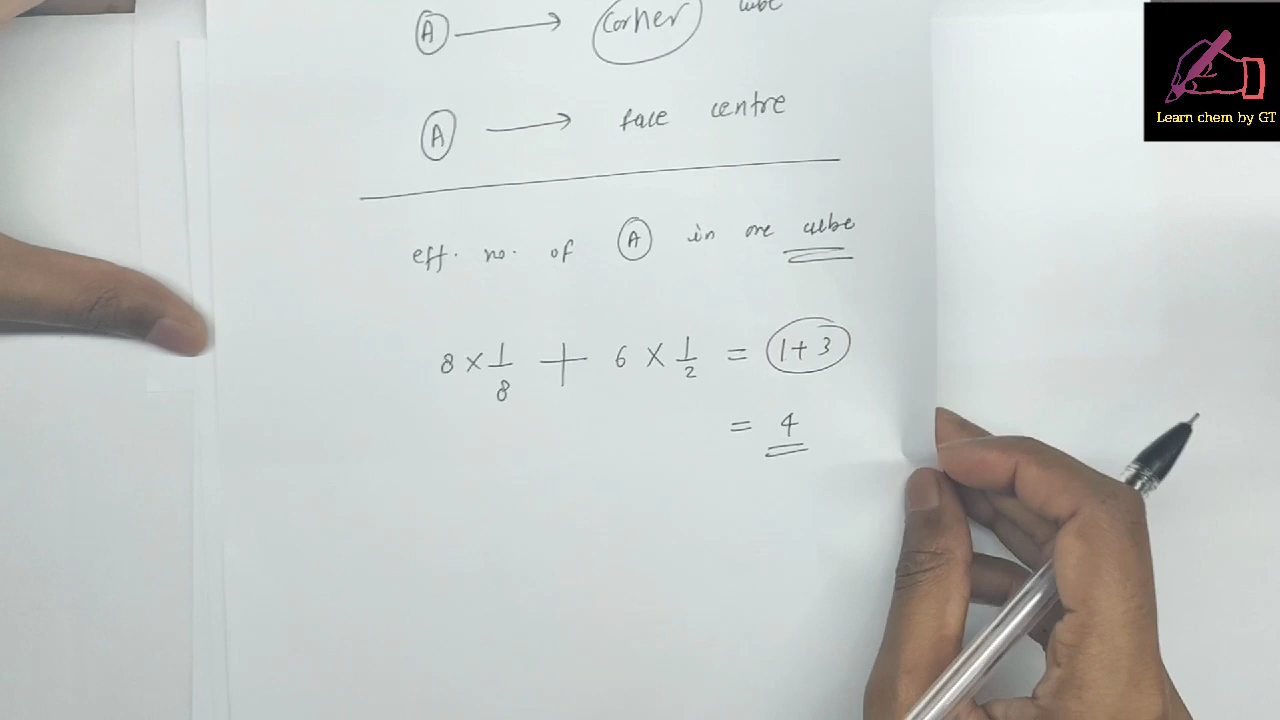 A → corner
A → face centre
eff. no. of A in one cube
8 × 1/8 + 6 × 1/2 = 1+3
= 4
Learn chem by GT